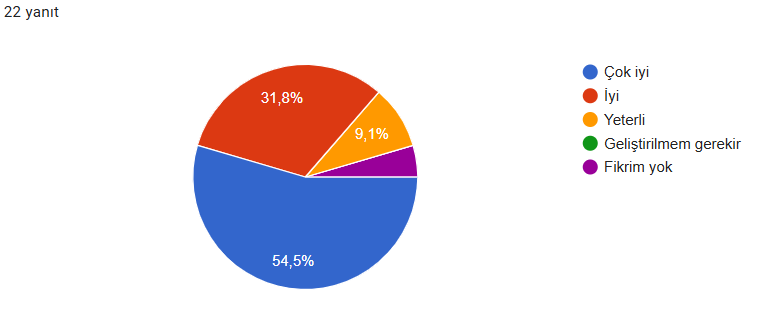 22 yanıt
Çok iyi
İyi
Yeterli
Geliştirilmem gerekir
Fikrim yok
31,8%
9,1%
54,5%